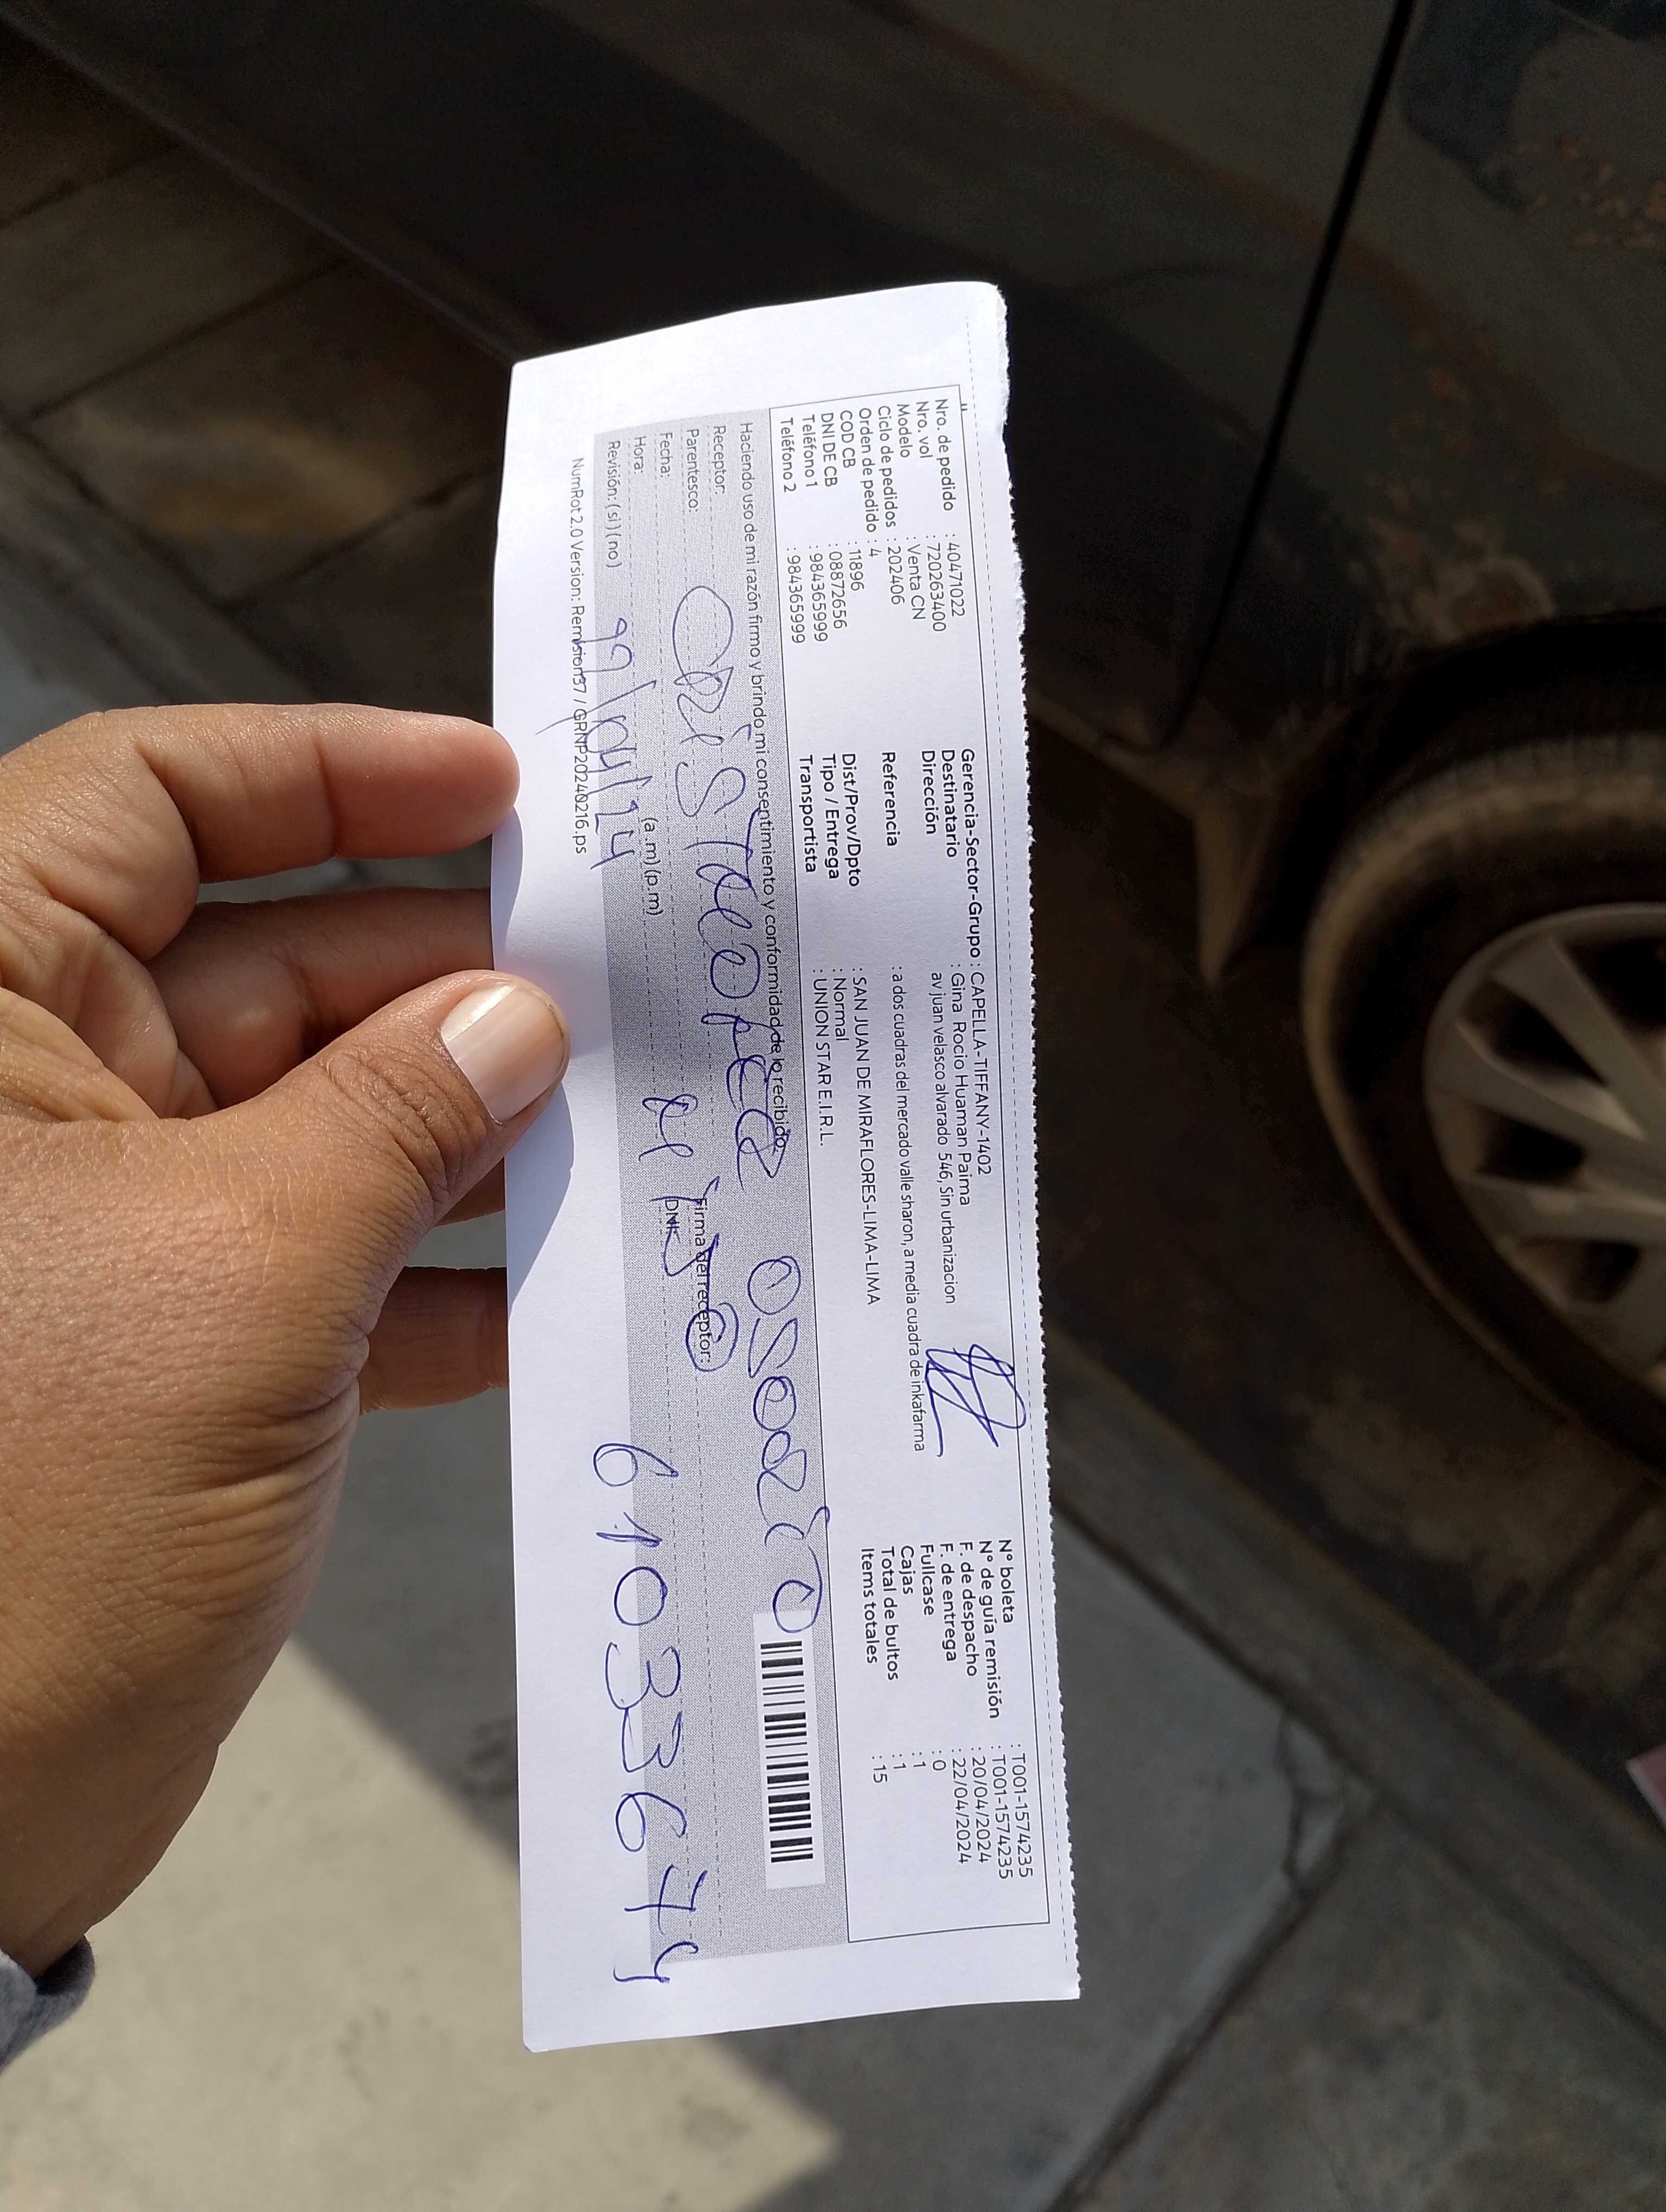 Nro. de pedido : 40471022
Nro. vol : 720263400
Modelo : Venta CN
Ciclo de pedidos : 202406
Orden de pedido : 4
COD CB : 11896
DNI DE CB : 08872656
Teléfono 1 : 984365999
Teléfono 2 : 984365999
Gerencia-Sector-Grupo : CAPELLA-TIFFANY-1402
Destinatario : Gina Rocio Huaman Paima
Dirección av juan velasco alvarado 546, Sin urbanizacion
Referencia : a dos cuadras del mercado valle sharon, a media cuadra de inkafarma
Dist/Prov/Dpto : SAN JUAN DE MIRAFLORES-LIMA-LIMA
Tipo / Entrega : Normal
Transportista : UNION STAR E.I.R.L.
N° boleta : T001-1574235
N° de guía remisión : T001-1574235
F. de despacho : 20/04/2024
F. de entrega : 22/04/2024
Fullcase : 0
Cajas : 1
Total de bultos : 1
Items totales : 15
Haciendo uso de mi razón firmo y brindo mi consentimiento y conformidad de lo recibido.
Receptor:
Parentesco:
Fecha:
Hora: (a.m) (p.m)
Revisión: (si) (no)
Firma del receptor:
DNI:
61033674
NumRot 2.0 Version: Remision37 / GRNP20240216.ps